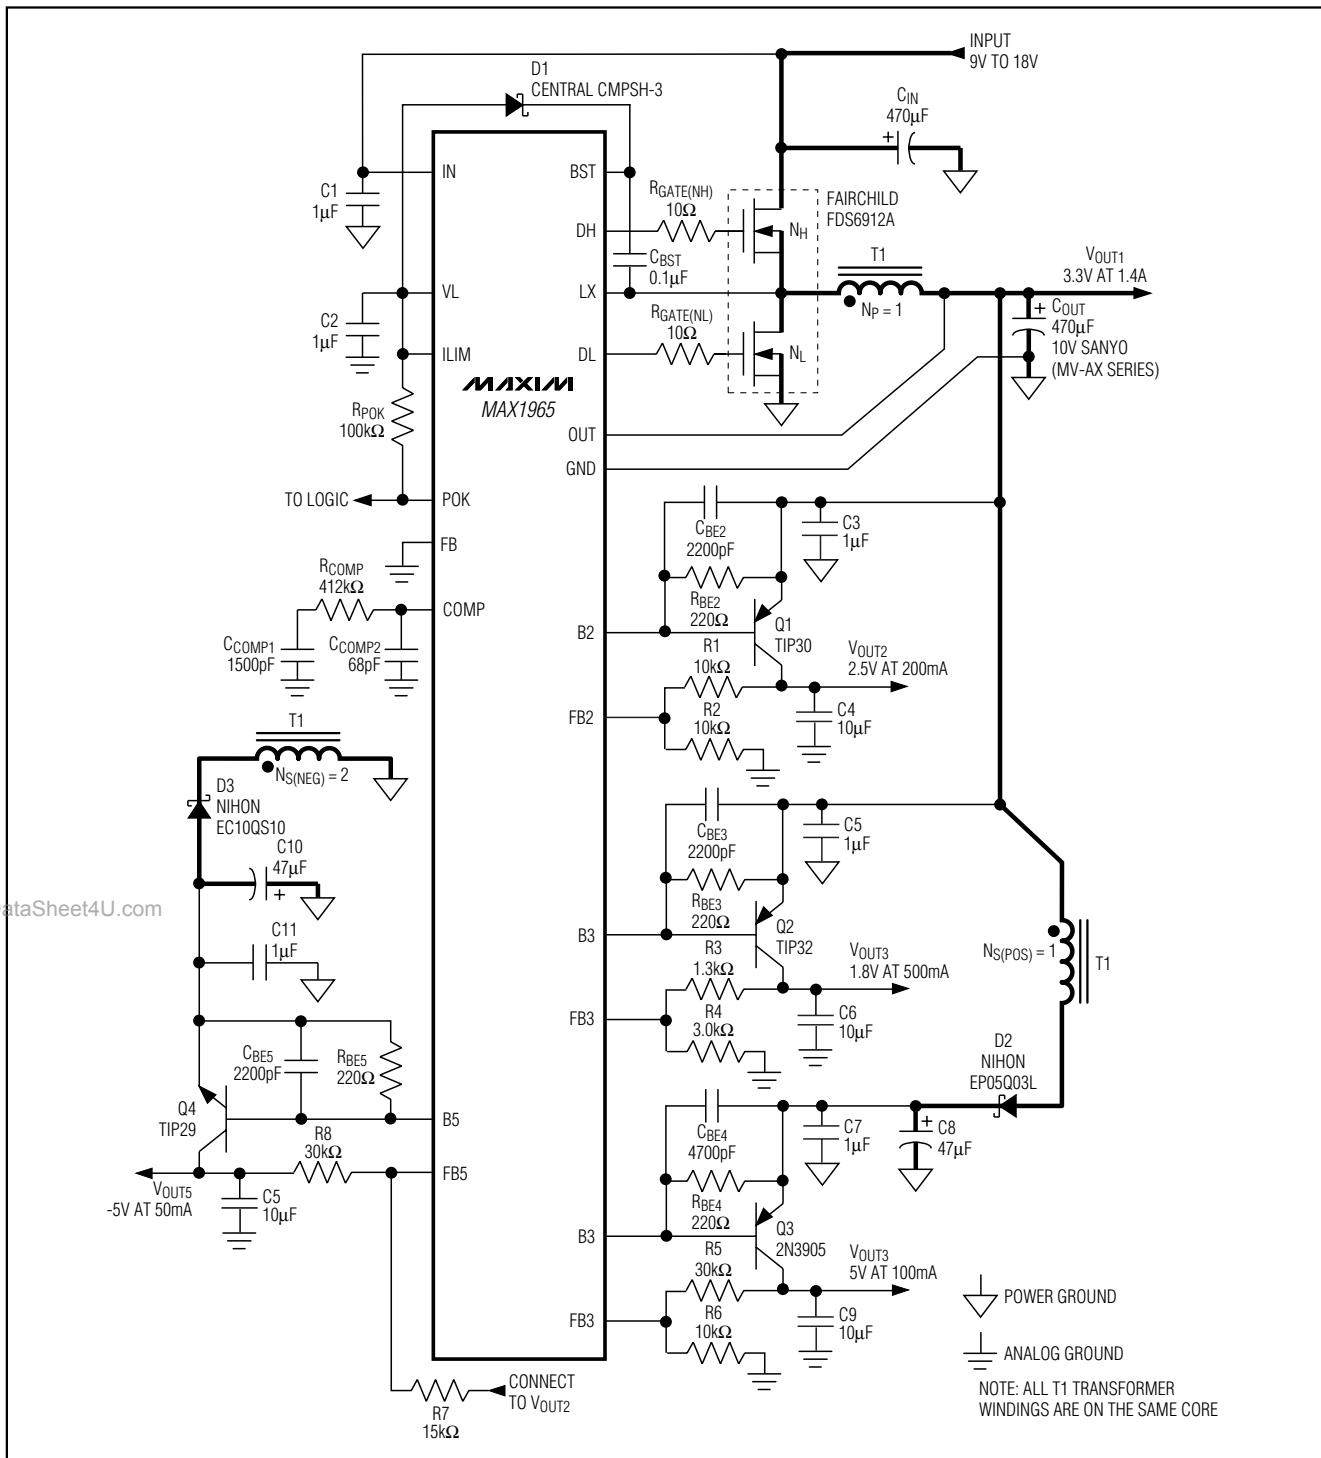 INPUT
9V TO 18V
D1
CENTRAL CMPSH-3
CIN
470µF
+
IN
BST
C1
1µF
RGATE(NH)
10Ω
FAIRCHILD
FDS6912A
DH
NH
CBST
0.1µF
T1
VOUT1
3.3V AT 1.4A
VL
LX
NP = 1
C2
1µF
RGATE(NL)
10Ω
+
COUT
470µF
10V SANYO
(MV-AX SERIES)
ILIM
DL
NL
MAXIM
MAX1965
RPOK
100kΩ
OUT
GND
TO LOGIC
POK
FB
CBE2
2200pF
C3
1µF
RCOMP
412kΩ
COMP
RBE2
220Ω
B2
Q1
TIP30
CCOMP1
1500pF
CCOMP2
68pF
R1
10kΩ
VOUT2
2.5V AT 200mA
FB2
R2
10kΩ
C4
10µF
T1
NS(NEG) = 2
D3
NIHON
EC10QS10
CBE3
2200pF
C5
1µF
C10
47µF
+
RBE3
220Ω
ataSheet4U.com
C11
1µF
B3
Q2
TIP32
R3
1.3kΩ
VOUT3
1.8V AT 500mA
NS(POS) = 1
T1
FB3
R4
3.0kΩ
C6
10µF
CBE5
2200pF
RBE5
220Ω
D2
NIHON
EP05Q03L
Q4
TIP29
B5
CBE4
4700pF
C7
1µF
+
C8
47µF
R8
30kΩ
FB5
VOUT5
-5V AT 50mA
C5
10µF
RBE4
220Ω
B3
Q3
2N3905
R5
30kΩ
VOUT3
5V AT 100mA
FB3
R6
10kΩ
C9
10µF
POWER GROUND
ANALOG GROUND
CONNECT
TO VOUT2
R7
15kΩ
NOTE: ALL T1 TRANSFORMER
WINDINGS ARE ON THE SAME CORE